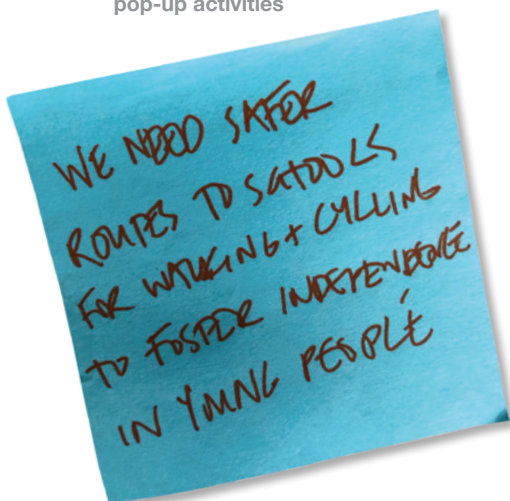 pop-up activities
WE NEED SAFER
ROUTES TO SCHOOLS
FOR WALKING + CYCLING
TO FOSTER INDEPENDENCE
IN YOUNG PEOPLE